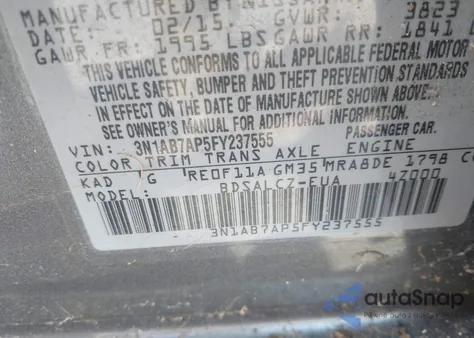 MANUFACTURED BY NISSAN
DATE: 02/15 GVWR: 3823
GAWR FR: 1995 LBS GAWR RR: 1841
THIS VEHICLE CONFORMS TO ALL APPLICABLE FEDERAL MOTOR
VEHICLE SAFETY, BUMPER AND THEFT PREVENTION STANDARDS
IN EFFECT ON THE DATE OF MANUFACTURE SHOWN ABOVE.
SEE OWNER'S MANUAL FOR ADDITIONAL INFORMATION.
VIN: 3N1AB7AP5FY237555 PASSENGER CAR.
COLOR TRIM TRANS AXLE ENGINE
KAD G RE0F11A GM35 MRA8DE 1798 CC
MODEL: BDSALCZ-EUA 47000
3N1AB7AP5FY237555
autoSnap